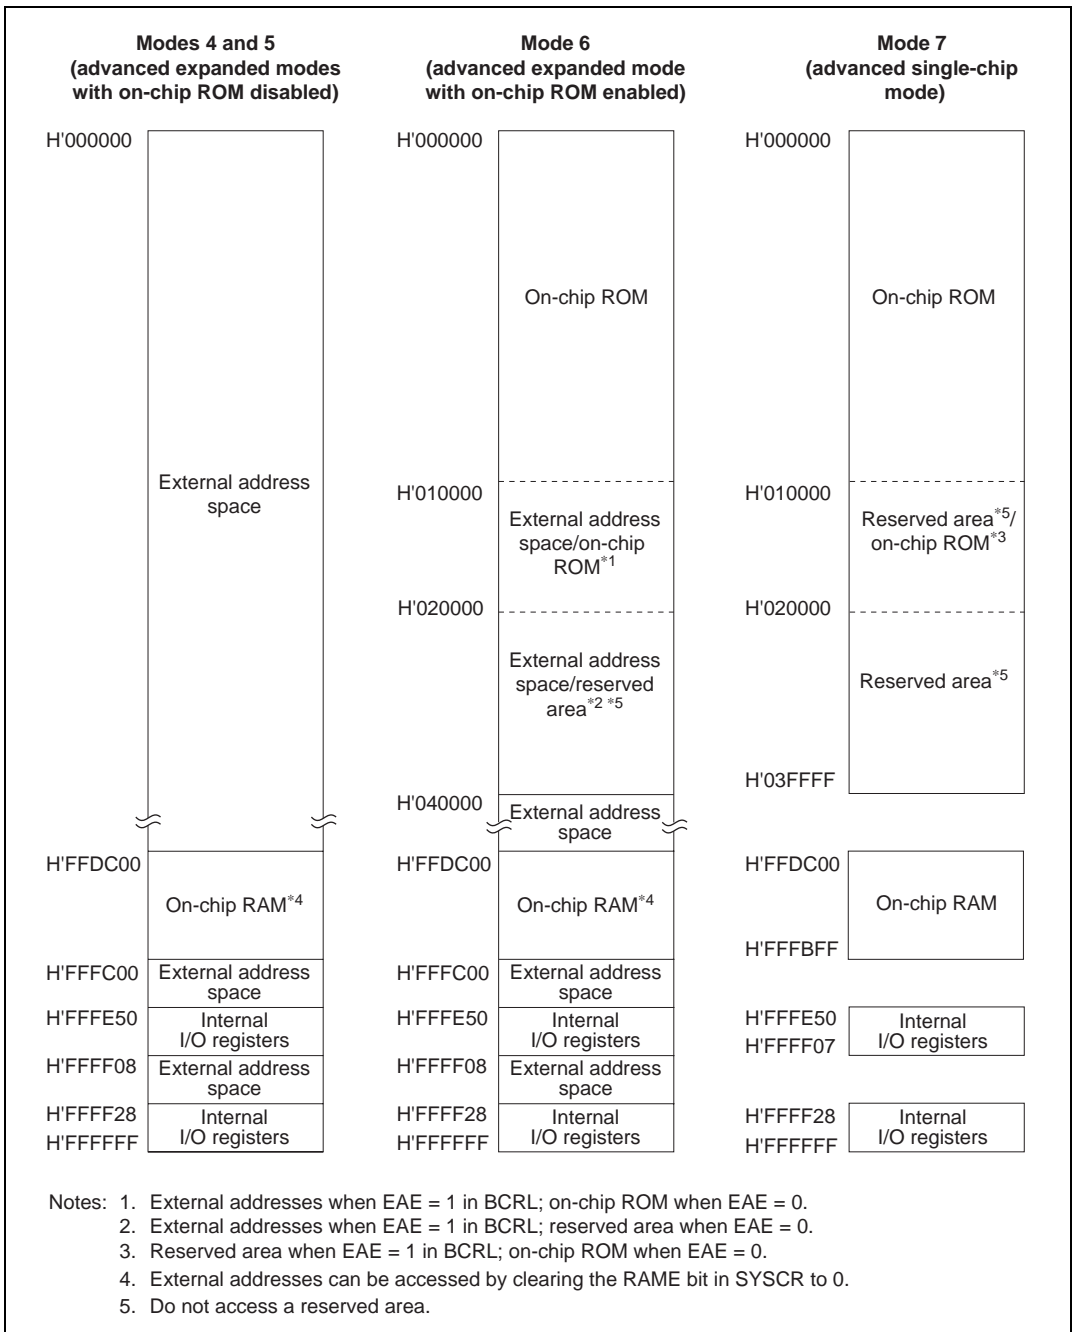 Modes 4 and 5
(advanced expanded modes
with on-chip ROM disabled)
H'000000
External address
space
H'FFDC00
On-chip RAM*4
H'FFFC00
External address
space
H'FFFE50
Internal
I/O registers
H'FFFF08
External address
space
H'FFFF28
Internal
I/O registers
H'FFFFFF
Mode 6
(advanced expanded mode
with on-chip ROM enabled)
H'000000
On-chip ROM
H'010000
External address
space/on-chip
ROM*1
H'020000
External address
space/reserved
area*2 *5
H'040000
External address
space
H'FFDC00
On-chip RAM*4
H'FFFC00
External address
space
H'FFFE50
Internal
I/O registers
H'FFFF08
External address
space
H'FFFF28
Internal
I/O registers
H'FFFFFF
Mode 7
(advanced single-chip
mode)
H'000000
On-chip ROM
H'010000
Reserved area*5/
on-chip ROM*3
H'020000
Reserved area*5
H'03FFFF
H'FFDC00
On-chip RAM
H'FFFBFF
H'FFFE50
Internal
I/O registers
H'FFFF07
H'FFFF28
Internal
I/O registers
H'FFFFFF
Notes: 1. External addresses when EAE = 1 in BCRL; on-chip ROM when EAE = 0.
2. External addresses when EAE = 1 in BCRL; reserved area when EAE = 0.
3. Reserved area when EAE = 1 in BCRL; on-chip ROM when EAE = 0.
4. External addresses can be accessed by clearing the RAME bit in SYSCR to 0.
5. Do not access a reserved area.